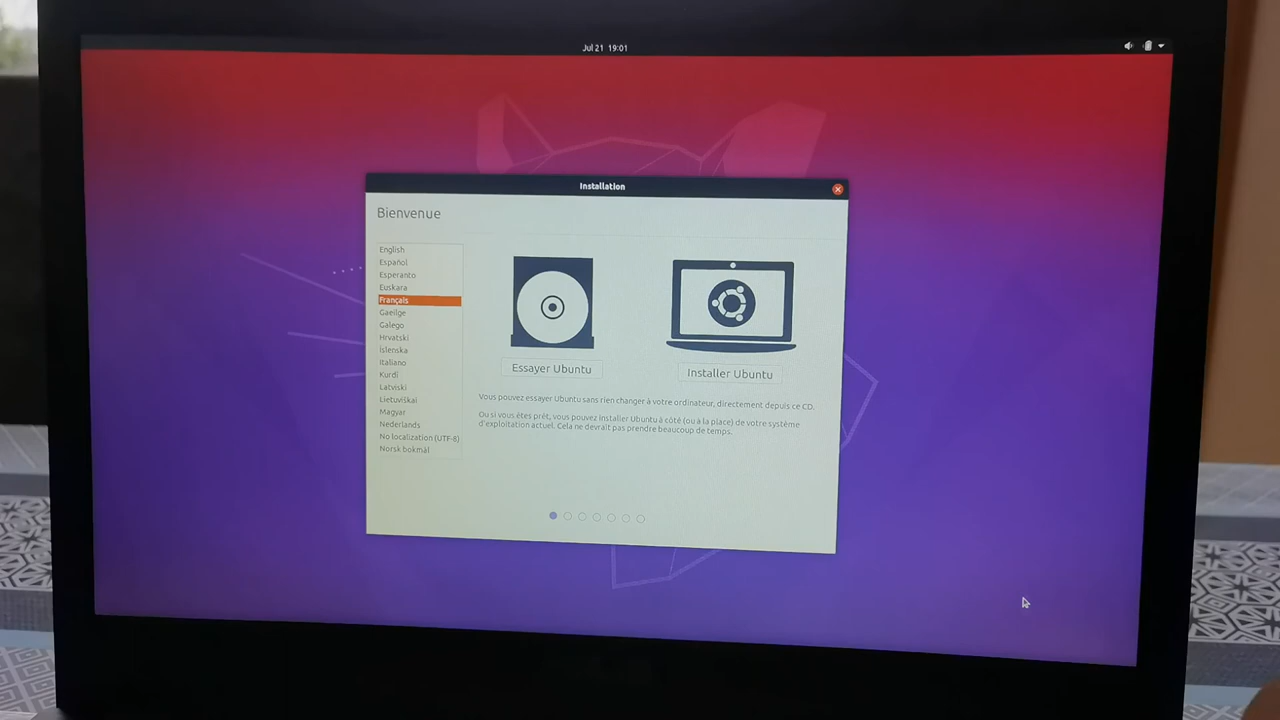 Jul 21 19:01
Installation
Bienvenue
English
Español
Esperanto
Euskara
Français
Gaeilge
Galego
Hrvatski
Íslenska
Italiano
Kurdî
Latviski
Lietuviškai
Magyar
Nederlands
No localization (UTF-8)
Norsk bokmål
Essayer Ubuntu
Installer Ubuntu
Vous pouvez essayer Ubuntu sans rien changer à votre ordinateur, directement depuis ce CD.
Ou si vous êtes prêt, vous pouvez installer Ubuntu à côté (ou à la place) de votre système
d'exploitation actuel. Cela ne devrait pas prendre beaucoup de temps.